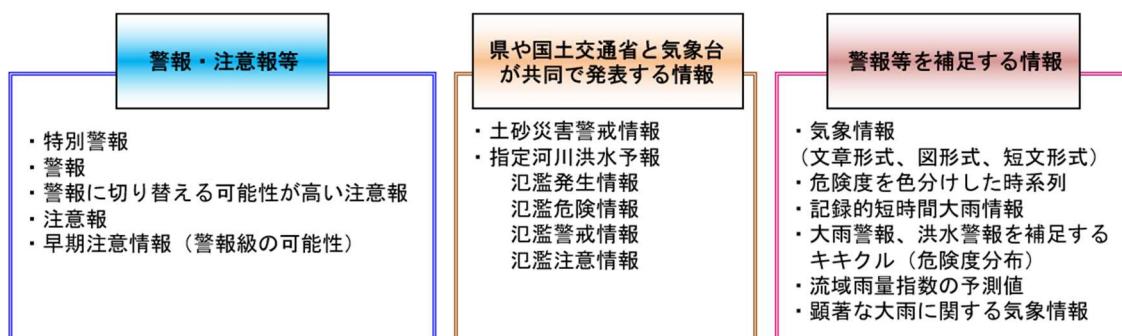 警報・注意報等
・特別警報
・警報
・警報に切り替える可能性が高い注意報
・注意報
・早期注意情報（警報級の可能性）
県や国土交通省と気象台
が共同で発表する情報
・土砂災害警戒情報
・指定河川洪水予報
氾濫発生情報
氾濫危険情報
氾濫警戒情報
氾濫注意情報
警報等を補足する情報
・気象情報
（文章形式、図形式、短文形式）
・危険度を色分けした時系列
・記録的短時間大雨情報
・大雨警報、洪水警報を補足する
キキクル（危険度分布）
・流域雨量指数の予測値
・顕著な大雨に関する気象情報